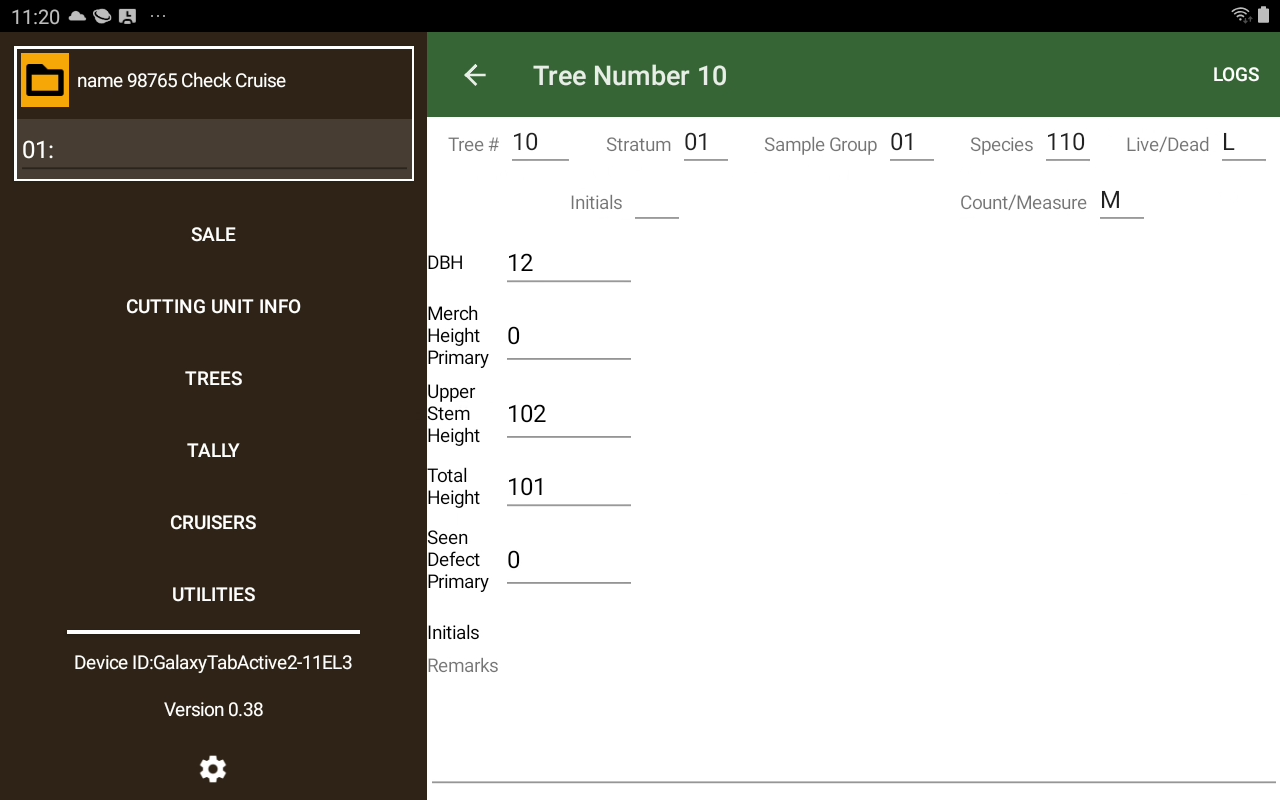 11:20
name 98765 Check Cruise
01:
SALE
CUTTING UNIT INFO
TREES
TALLY
CRUISERS
UTILITIES
Device ID:GalaxyTabActive2-11EL3
Version 0.38
Tree Number 10
LOGS
Tree # 10 Stratum 01 Sample Group 01 Species 110 Live/Dead L
Initials Count/Measure M
DBH 12
Merch
Height 0
Primary
Upper
Stem 102
Height
Total
Height 101
Seen
Defect 0
Primary
Initials
Remarks